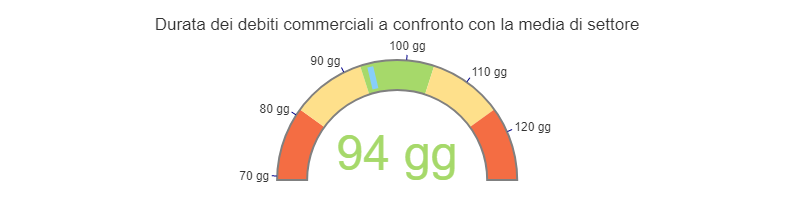 Durata dei debiti commerciali a confronto con la media di settore
100 gg
90 gg
110 gg
80 gg
120 gg
94 gg
70 gg